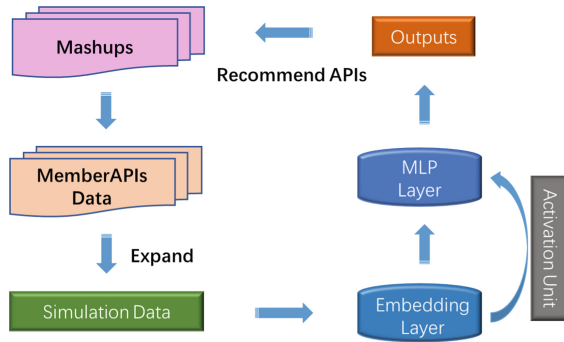 Mashups
Outputs
Recommend APIs
MemberAPIs
Data
MLP
Layer
Activation Unit
Expand
Simulation Data
Embedding
Layer